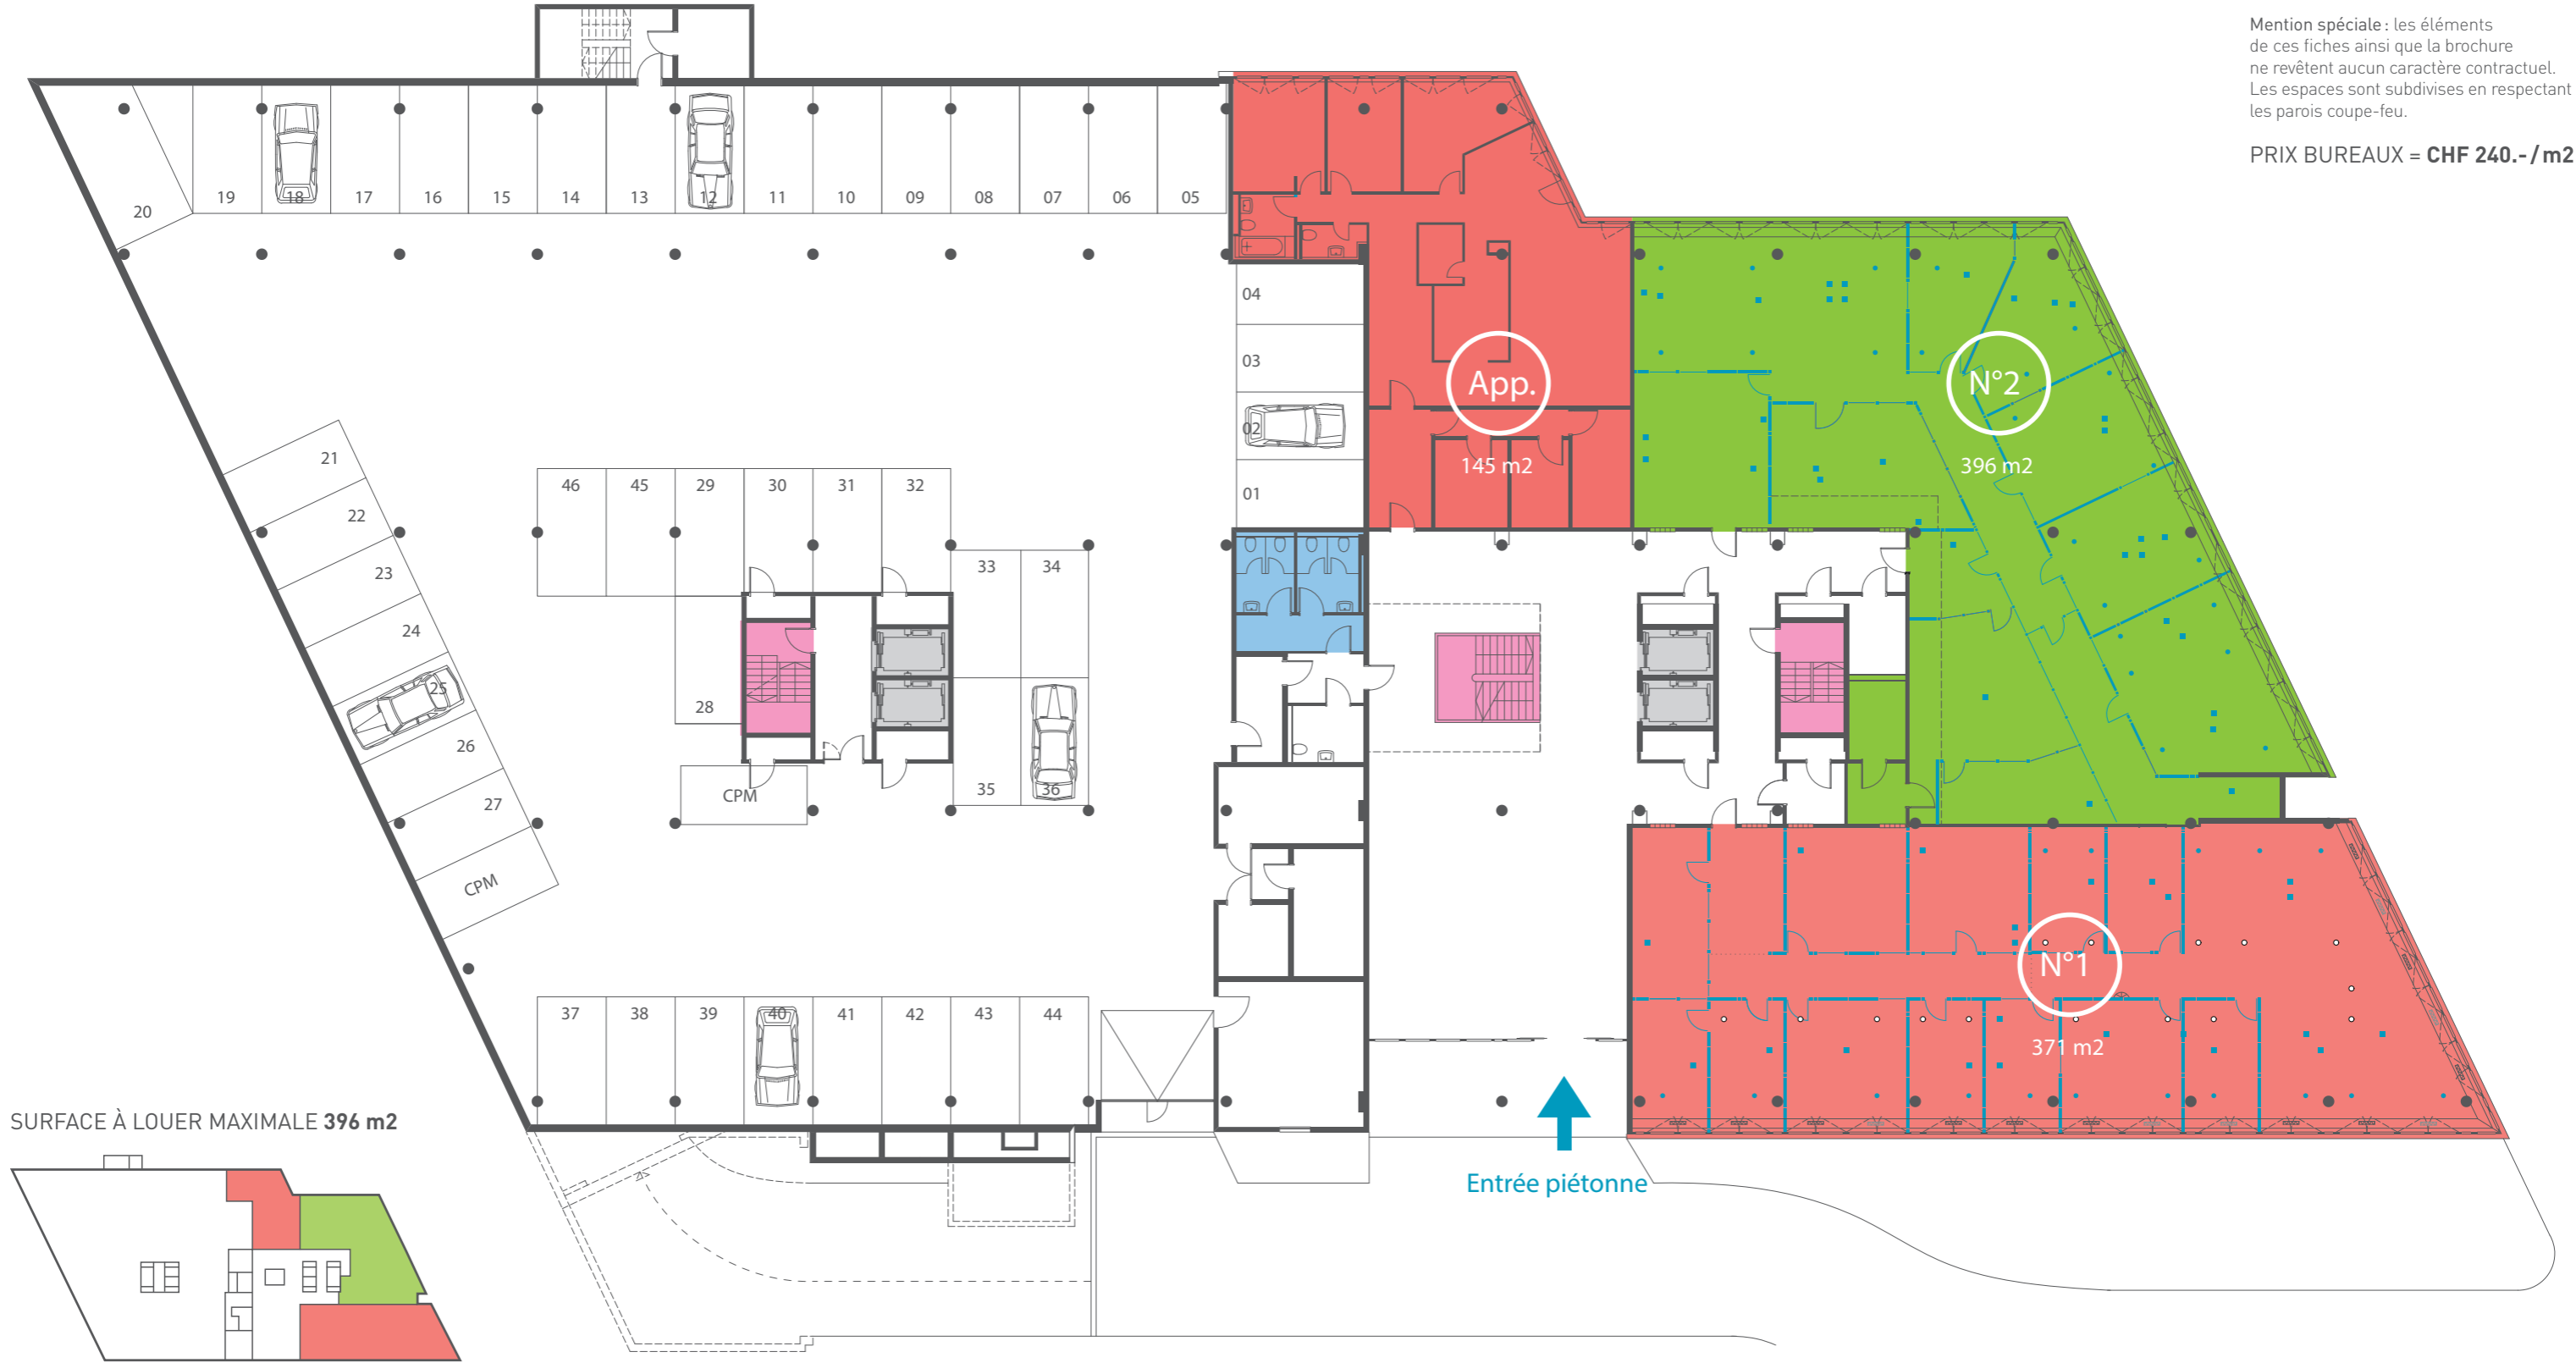 Mention spéciale : les éléments
de ces fiches ainsi que la brochure
ne revêtent aucun caractère contractuel.
Les espaces sont subdivises en respectant
les parois coupe-feu.
PRIX BUREAUX = CHF 240.- / m2
20
19
18
17
16
15
14
13
12
11
10
09
08
07
06
05
04
03
02
01
App.
145 m2
N°2
396 m2
21
22
23
24
25
26
27
CPM
46
45
29
30
31
32
33
34
28
35
36
CPM
37
38
39
40
41
42
43
44
N°1
371 m2
Entrée piétonne
SURFACE À LOUER MAXIMALE 396 m2